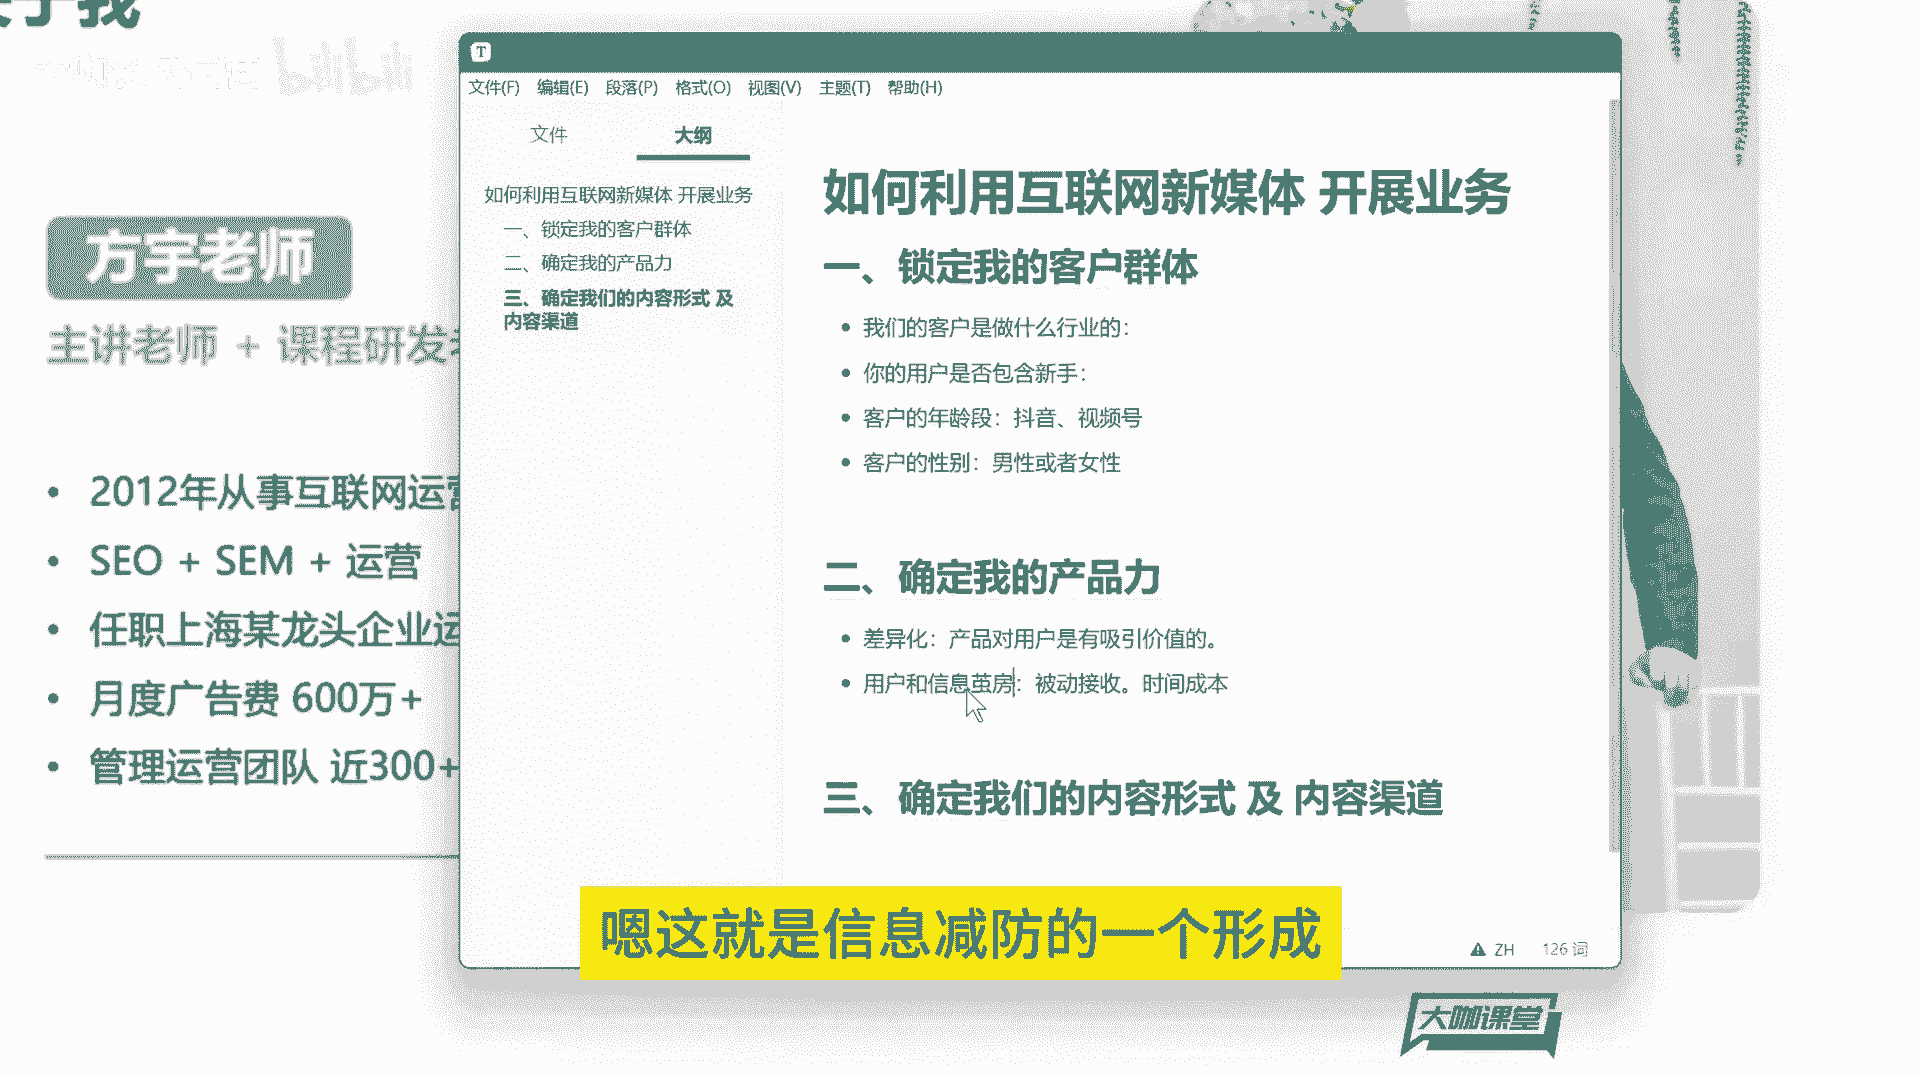 bilibili
方宇老师
主讲老师 + 课程研发
2012年从事互联网运营
SEO + SEM + 运营
任职上海某龙头企业运
月度广告费 600万+
管理运营团队 近300+
T
文件(F) 编辑(E) 段落(P) 格式(O) 视图(V) 主题(T) 帮助(H)
文件 大纲
如何利用互联网新媒体 开展业务
一、锁定我的客户群体
二、确定我的产品力
三、确定我们的内容形式 及
内容渠道
如何利用互联网新媒体 开展业务
一、锁定我的客户群体
我们的客户是做什么行业的：
你的用户是否包含新手：
客户的年龄段：抖音、视频号
客户的性别：男性或者女性
二、确定我的产品力
差异化：产品对用户是有吸引价值的。
用户和信息茧房：被动接收。时间成本
三、确定我们的内容形式 及 内容渠道
嗯这就是信息减防的一个形成
ZH 126 词
大咖课堂